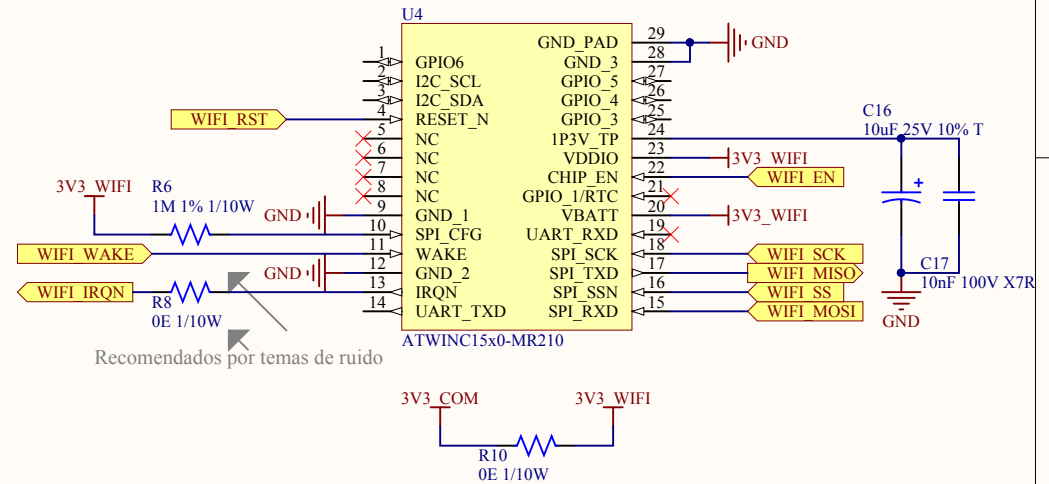 U4
29 GND_PAD
GND
28 GND_3
1 GPIO6
27 GPIO_5
2 I2C_SCL
26 GPIO_4
3 I2C_SDA
25 GPIO_3
WIFI_RST
4 RESET_N
24 1P3V_TP
C16
10uF 25V 10% T
5 NC
23 VDDIO
3V3_WIFI
6 NC
22 CHIP_EN
WIFI_EN
7 NC
21 GPIO_1/RTC
8 NC
20 VBATT
3V3_WIFI
3V3_WIFI
R6
1M 1% 1/10W
GND
9 GND_1
19 UART_RXD
10 SPI_CFG
18 SPI_SCK
WIFI_SCK
WIFI_WAKE
11 WAKE
17 SPI_TXD
WIFI_MISO
GND
12 GND_2
16 SPI_SSN
WIFI_SS
WIFI_IRQN
13 IRQN
15 SPI_RXD
WIFI_MOSI
R8
0E 1/10W
14 UART_TXD
C17
10nF 100V X7R
GND
ATWINC15x0-MR210
Recomendados por temas de ruido
3V3_COM
3V3_WIFI
R10
0E 1/10W